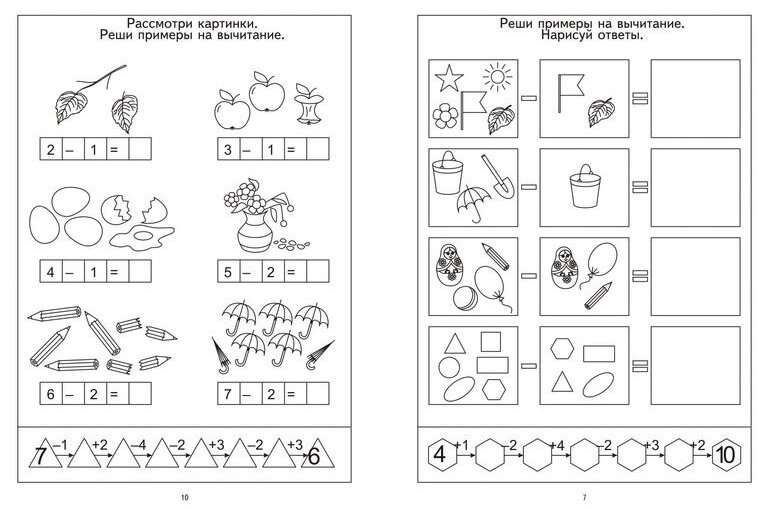 Рассмотри картинки.
Реши примеры на вычитание.
2 – 1 =
3 – 1 =
4 – 1 =
5 – 2 =
6 – 2 =
7 – 2 =
7 –1 +2 –4 –2 +3 –2 +3 6
10
Реши примеры на вычитание.
Нарисуй ответы.
– =
– =
– =
– =
4 +1 –2 +4 –2 +3 +2 10
7